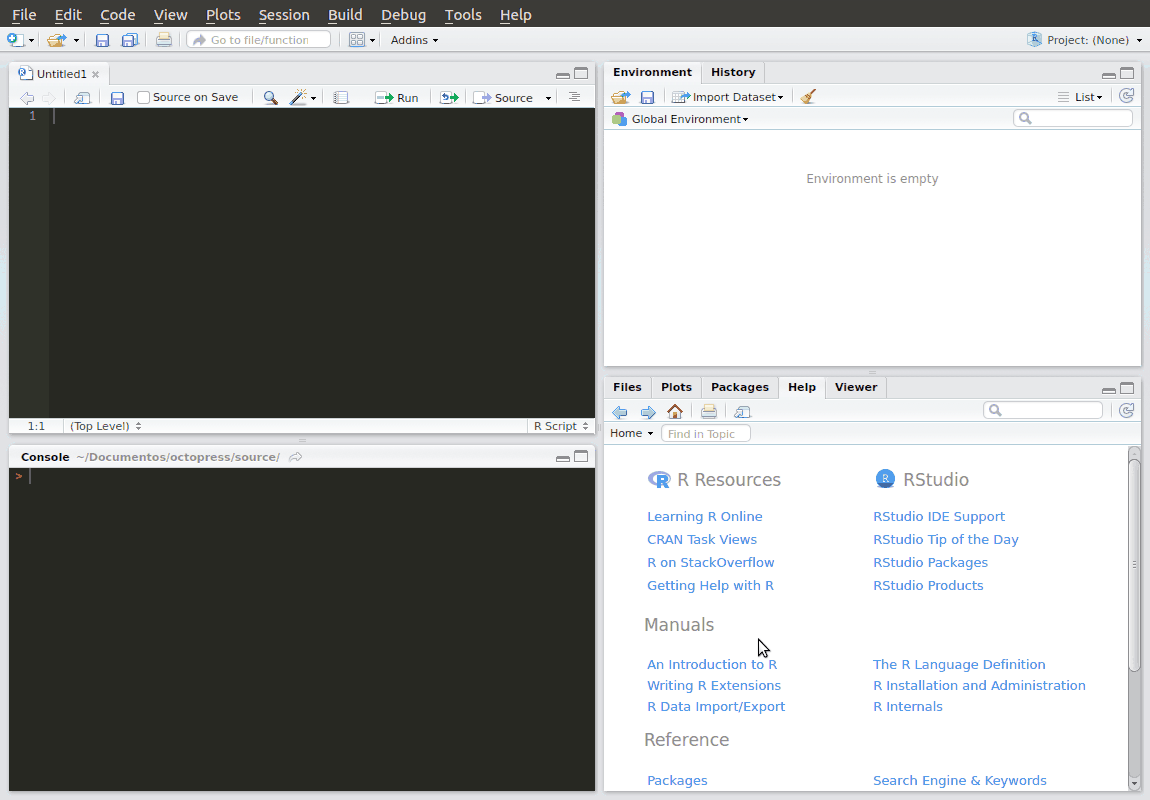 File Edit Code View Plots Session Build Debug Tools Help
Go to file/function Addins Project: (None)
Untitled1
Source on Save Run Source
1
1:1 (Top Level) R Script
Console ~/Documentos/octopress/source/
>
Environment History
Import Dataset List
Global Environment
Environment is empty
Files Plots Packages Help Viewer
Home Find in Topic
R R Resources
R RStudio
Learning R Online RStudio IDE Support
CRAN Task Views RStudio Tip of the Day
R on StackOverflow RStudio Packages
Getting Help with R RStudio Products
Manuals
An Introduction to R The R Language Definition
Writing R Extensions R Installation and Administration
R Data Import/Export R Internals
Reference
Packages Search Engine & Keywords